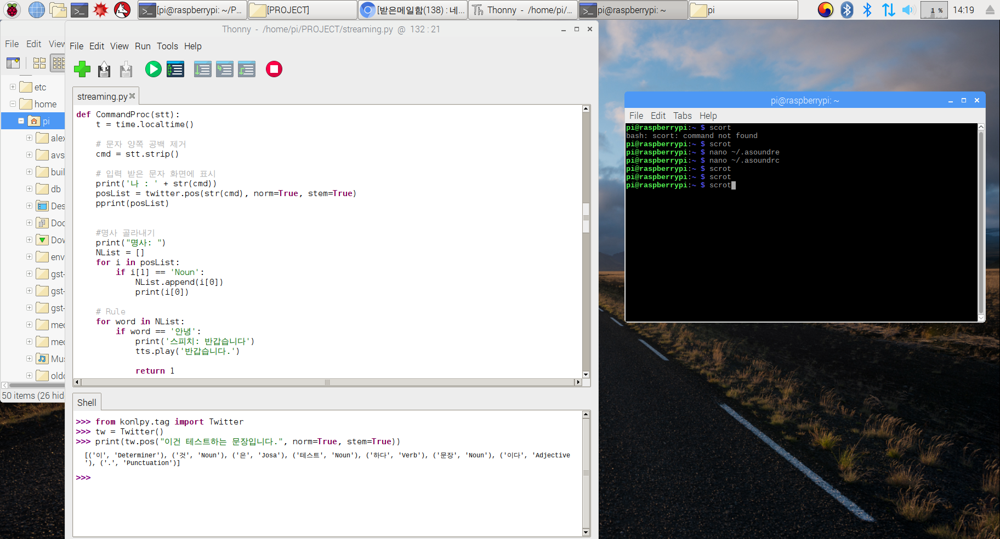 [pi@raspberrypi: ~/P...
[PROJECT]
[받은메일함(138) : 네...
Thonny - /home/pi/...
pi@raspberrypi: ~
pi
1 %
14:19
File Edit View
etc
home
pi
alex
avs
buil
db
Des
Doc
Dow
env
gst-
gst-
gst-
med
med
Mus
oldc
50 items (26 hid
Thonny - /home/pi/PROJECT/streaming.py @ 132 : 21
File Edit View Run Tools Help
streaming.py
def CommandProc(stt):
    t = time.localtime()
    # 문자 양쪽 공백 제거
    cmd = stt.strip()
    # 입력 받은 문자 화면에 표시
    print('나 : ' + str(cmd))
    posList = twitter.pos(str(cmd), norm=True, stem=True)
    pprint(posList)
    #명사 골라내기
    print("명사: ")
    NList = []
    for i in posList:
        if i[1] == 'Noun':
            NList.append(i[0])
            print(i[0])
    # Rule
    for word in NList:
        if word == '안녕':
            print('스피치: 반갑습니다')
            tts.play('반갑습니다.')
            return 1
Shell
>>> from konlpy.tag import Twitter
>>> tw = Twitter()
>>> print(tw.pos("이건 테스트하는 문장입니다.", norm=True, stem=True))
[('이', 'Determiner'), ('것', 'Noun'), ('은', 'Josa'), ('테스트', 'Noun'), ('하다', 'Verb'), ('문장', 'Noun'), ('이다', 'Adjective
'), ('.', 'Punctuation')]
>>>
pi@raspberrypi: ~
File Edit Tabs Help
pi@raspberrypi:~ $ scort
bash: scort: command not found
pi@raspberrypi:~ $ scrot
pi@raspberrypi:~ $ nano ~/.asoundre
pi@raspberrypi:~ $ nano ~/.asoundrc
pi@raspberrypi:~ $ scrot
pi@raspberrypi:~ $ scrot
pi@raspberrypi:~ $ scrot